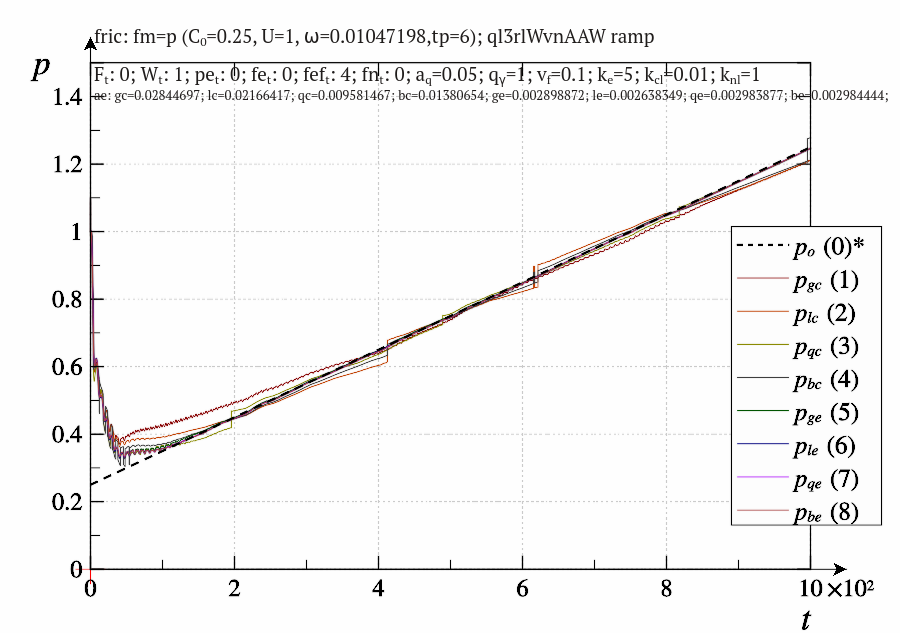 fric: fm=p (C₀=0.25, U=1, ω=0.01047198,tp=6); ql3rlWvnAAW ramp
p
Fₜ: 0; Wₜ: 1; peₜ: 0; feₜ: 0; fefₜ: 4; fnₜ: 0; a_q=0.05; q_γ=1; v_f=0.1; k_e=5; k_cl=0.01; k_nl=1
ae: gc=0.02844697; lc=0.02166417; qc=0.009581467; bc=0.01380654; ge=0.002898872; le=0.002638349; qe=0.002983877; be=0.002984444;
1.4
1.2
1
0.8
0.6
0.4
0.2
0
p_o (0)*
p_gc (1)
p_lc (2)
p_qc (3)
p_bc (4)
p_ge (5)
p_le (6)
p_qe (7)
p_be (8)
0 2 4 6 8 10 ×10²
t